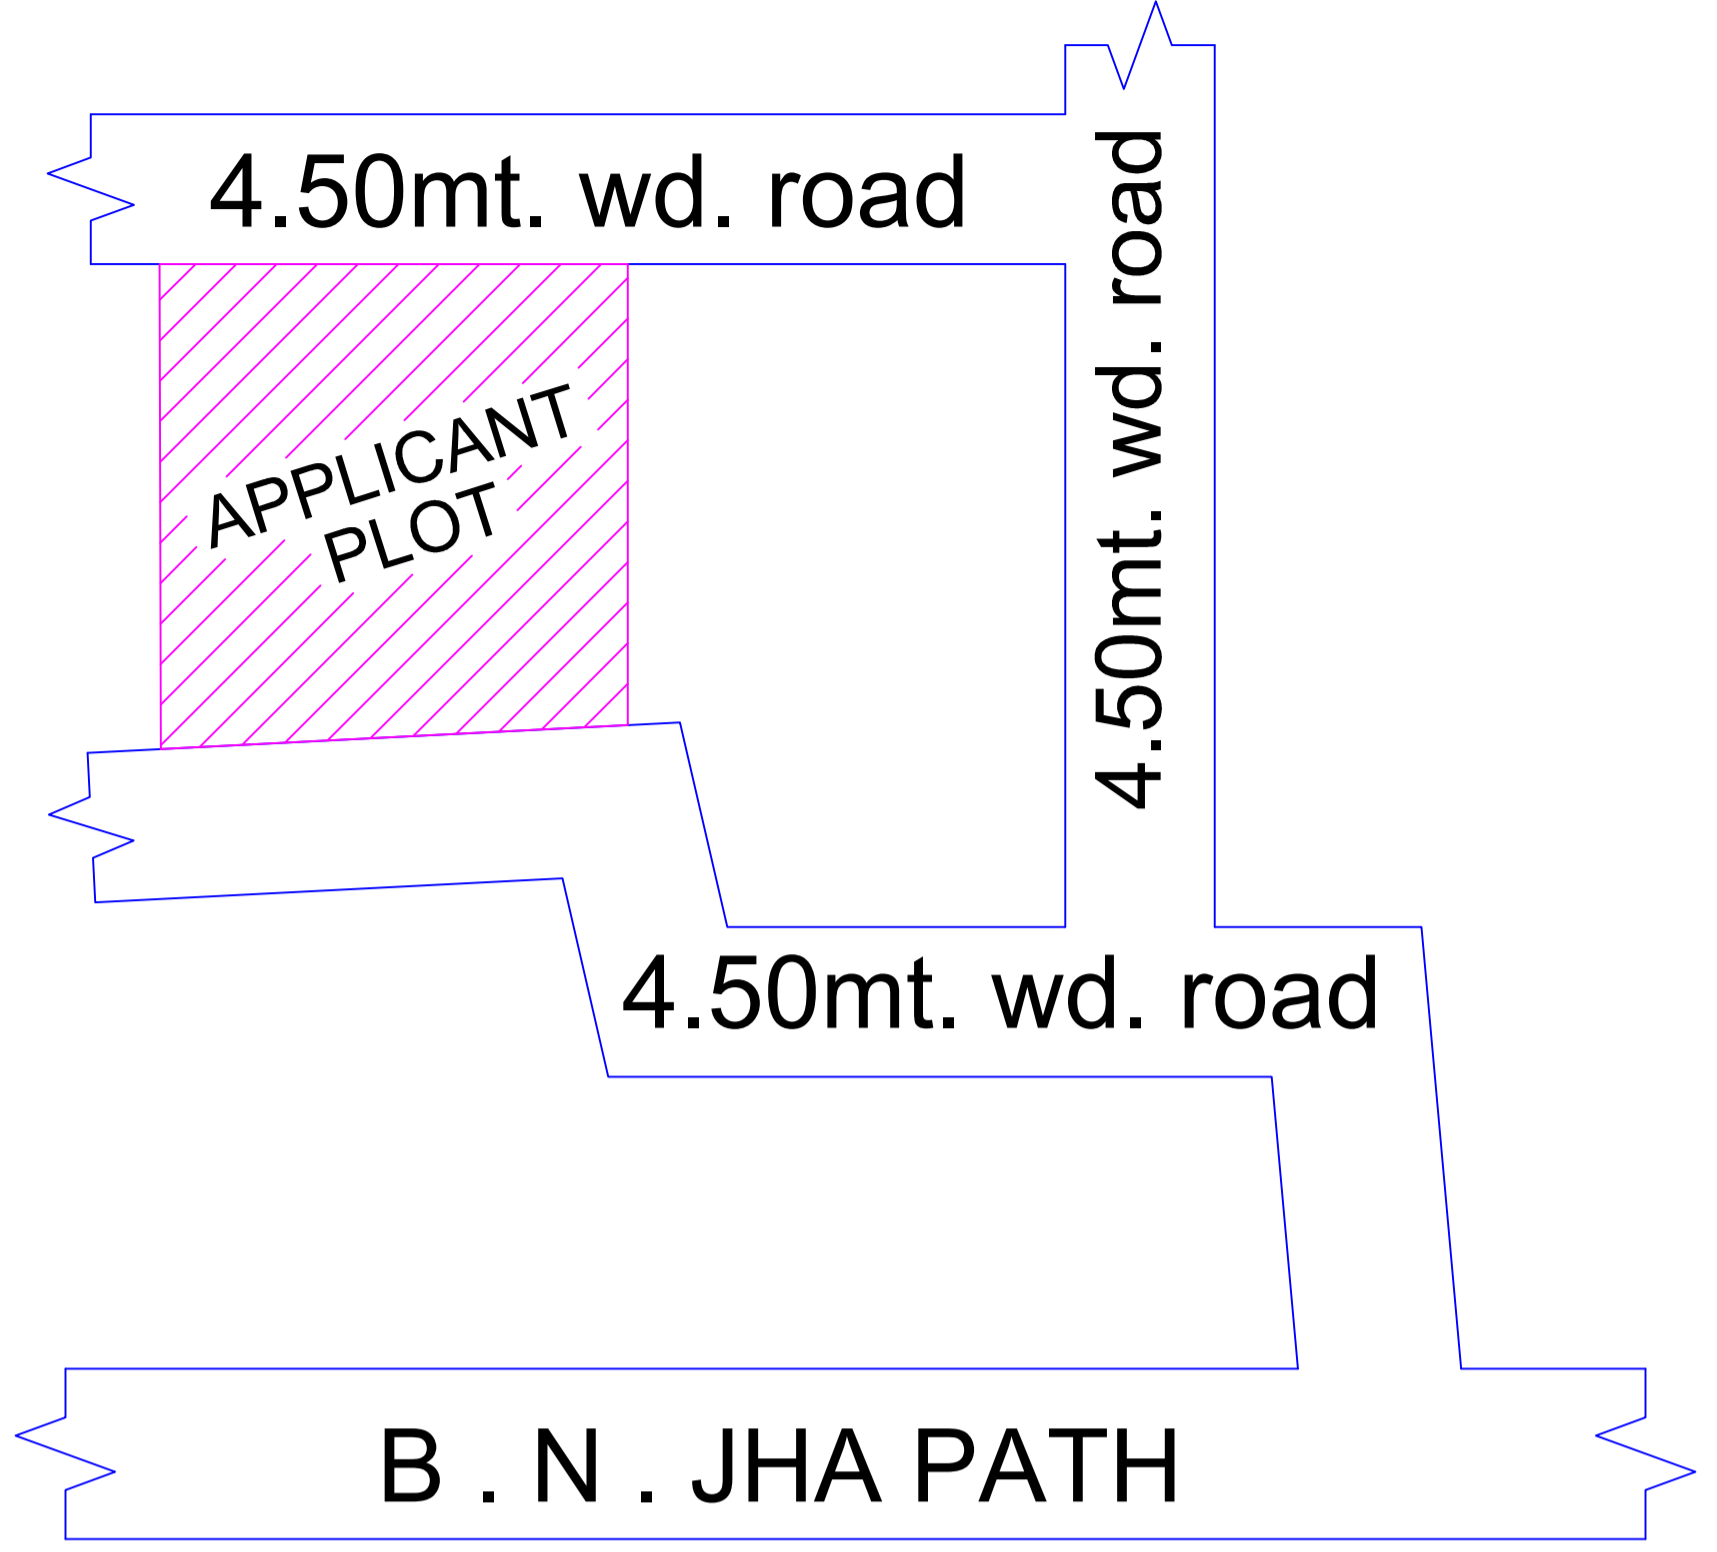 4.50mt. wd. road
4.50mt. wd. road
APPLICANT
PLOT
4.50mt. wd. road
B . N . JHA PATH